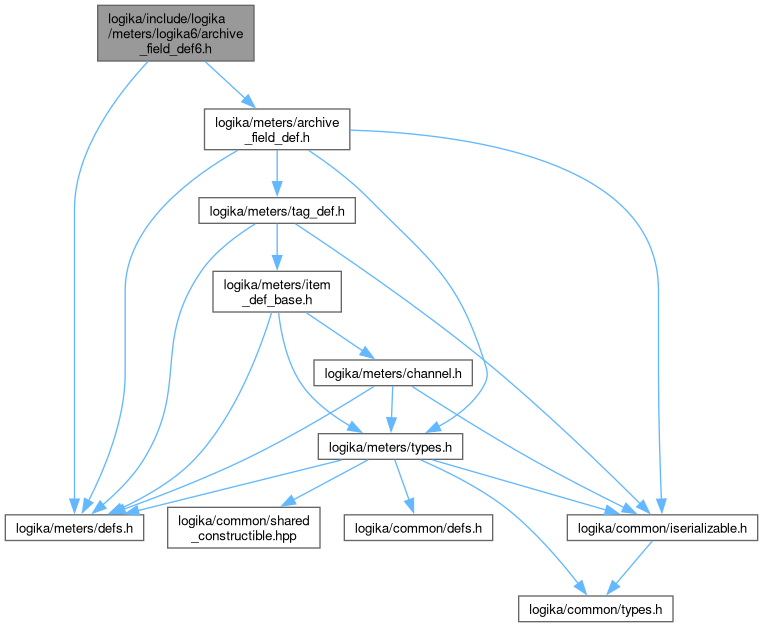 logika/include/logika
/meters/logika6/archive
_field_def6.h
logika/meters/archive
_field_def.h
logika/meters/tag_def.h
logika/meters/item
_def_base.h
logika/meters/channel.h
logika/meters/types.h
logika/meters/defs.h
logika/common/shared
_constructible.hpp
logika/common/defs.h
logika/common/iserializable.h
logika/common/types.h